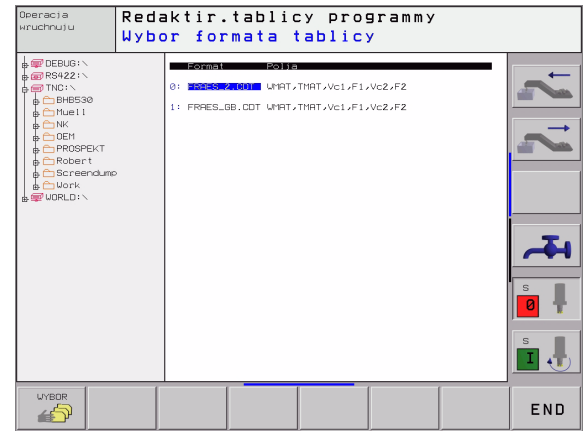 Operacja
wruchnuju
Redaktir.tablicy programmy
Wybor formata tablicy
DEBUG:\
RS422:\
TNC:\
BHB530
Muell
NK
OEM
PROSPEKT
Robert
Screendump
Work
WORLD:\
Format Polja
0: FRAES_2.CDT WMAT,TMAT,Vc1,F1,Vc2,F2
1: FRAES_GB.CDT WMAT,TMAT,Vc1,F1,Vc2,F2
S
0
S
I
WYBOR
END